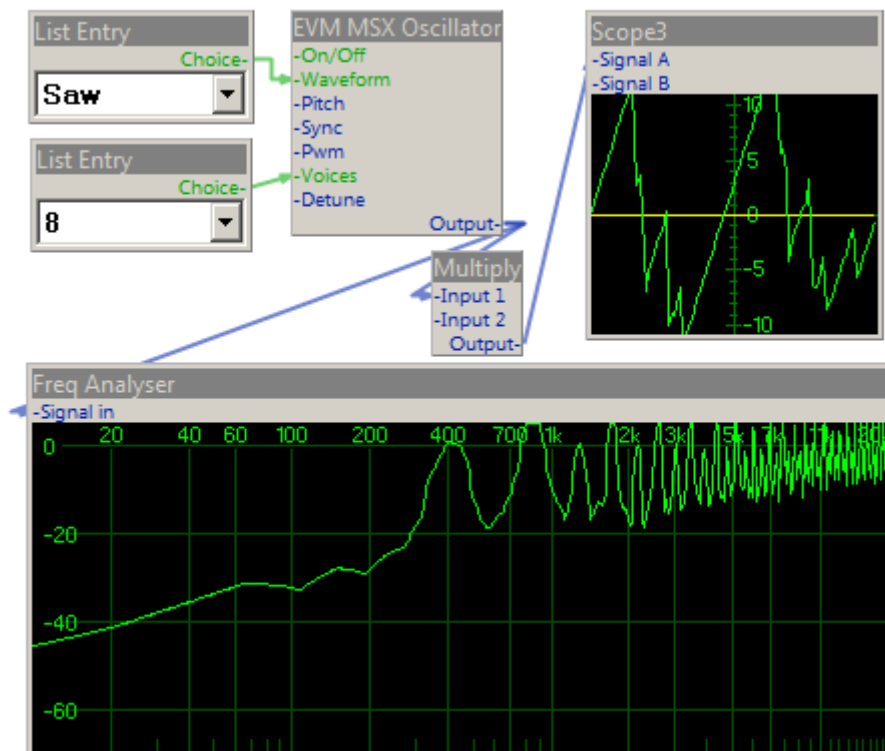 List Entry
Choice-
Saw
List Entry
Choice-
8
EVM MSX Oscillator
-On/Off
-Waveform
-Pitch
-Sync
-Pwm
-Voices
-Detune
Output-
Multiply
-Input 1
-Input 2
Output-
Scope3
-Signal A
-Signal B
10
5
0
-5
-10
Freq Analyser
-Signal in
20 40 60 100 200 400 700 1k 2k 3k 5k 7k
0
-20
-40
-60